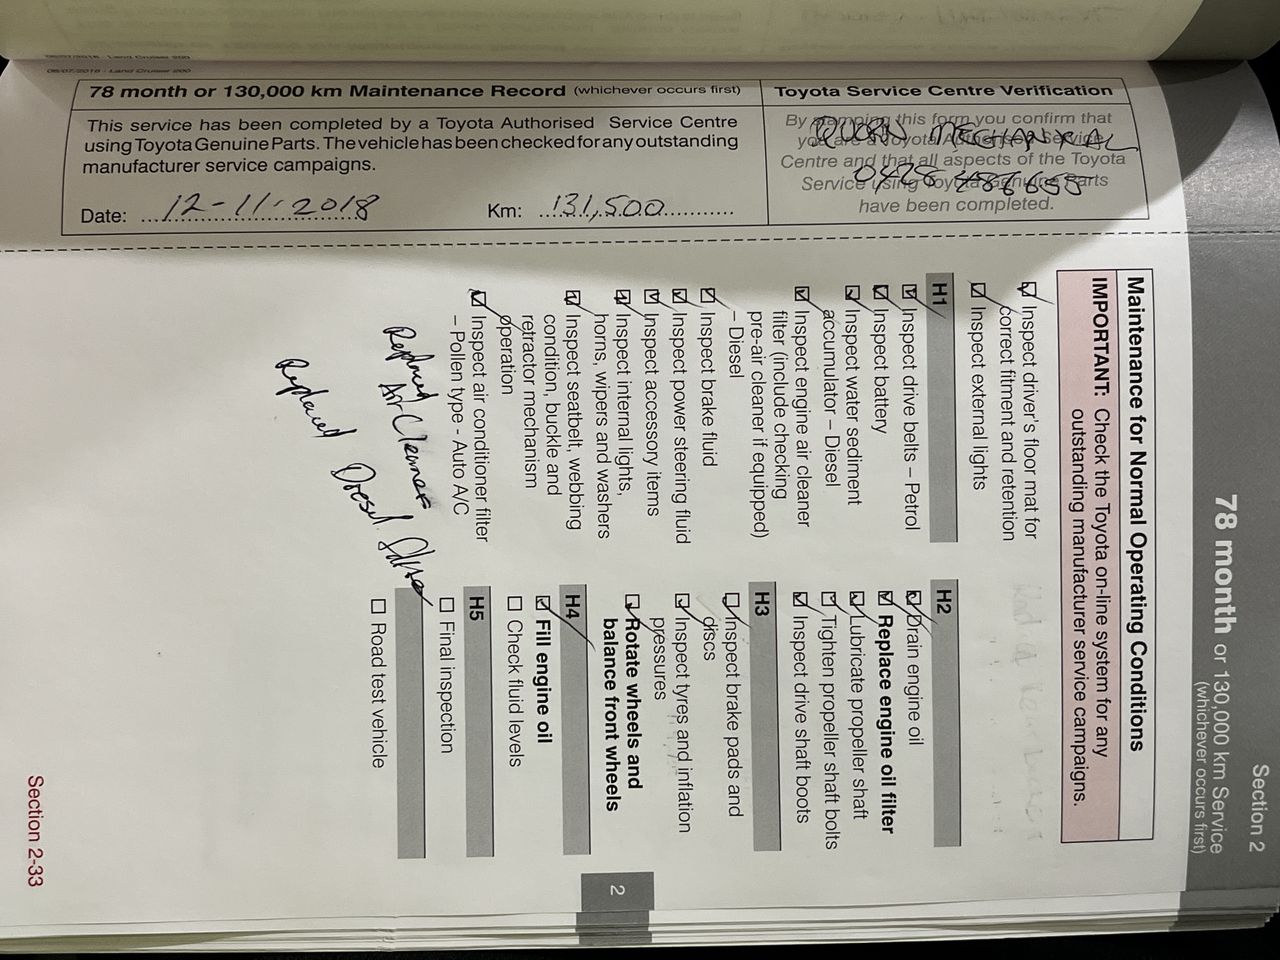 06/07/2016 - Land Cruiser 200
78 month or 130,000 km Maintenance Record (whichever occurs first)
This service has been completed by a Toyota Authorised Service Centre
using Toyota Genuine Parts. The vehicle has been checked for any outstanding
manufacturer service campaigns.
Date: 12-11-2018 Km: 131,500
Toyota Service Centre Verification
By stamping this form you confirm that
you are a Toyota Authorised Service
Centre and that all aspects of the Toyota
Service using Toyota Genuine Parts
have been completed.
MECHANICAL
Section 2
78 month or 130,000 km Service
(whichever occurs first)
Maintenance for Normal Operating Conditions
IMPORTANT: Check the Toyota on-line system for any
outstanding manufacturer service campaigns.
Inspect driver's floor mat for
correct fitment and retention
Inspect external lights
H1
Inspect drive belts – Petrol
Inspect battery
Inspect water sediment
accumulator – Diesel
Inspect engine air cleaner
filter (include checking
pre-air cleaner if equipped)
– Diesel
Inspect brake fluid
Inspect power steering fluid
Inspect accessory items
Inspect internal lights,
horns, wipers and washers
Inspect seatbelt, webbing
condition, buckle and
retractor mechanism
operation
Inspect air conditioner filter
– Pollen type - Auto A/C
Replaced
Air Cleaner
Replaced Diesel
H2
Drain engine oil
Replace engine oil filter
Lubricate propeller shaft
Tighten propeller shaft bolts
Inspect drive shaft boots
H3
Inspect brake pads and
discs
Inspect tyres and inflation
pressures
Rotate wheels and
balance front wheels
H4
Fill engine oil
Check fluid levels
H5
Final inspection
Road test vehicle
2
Section 2-33